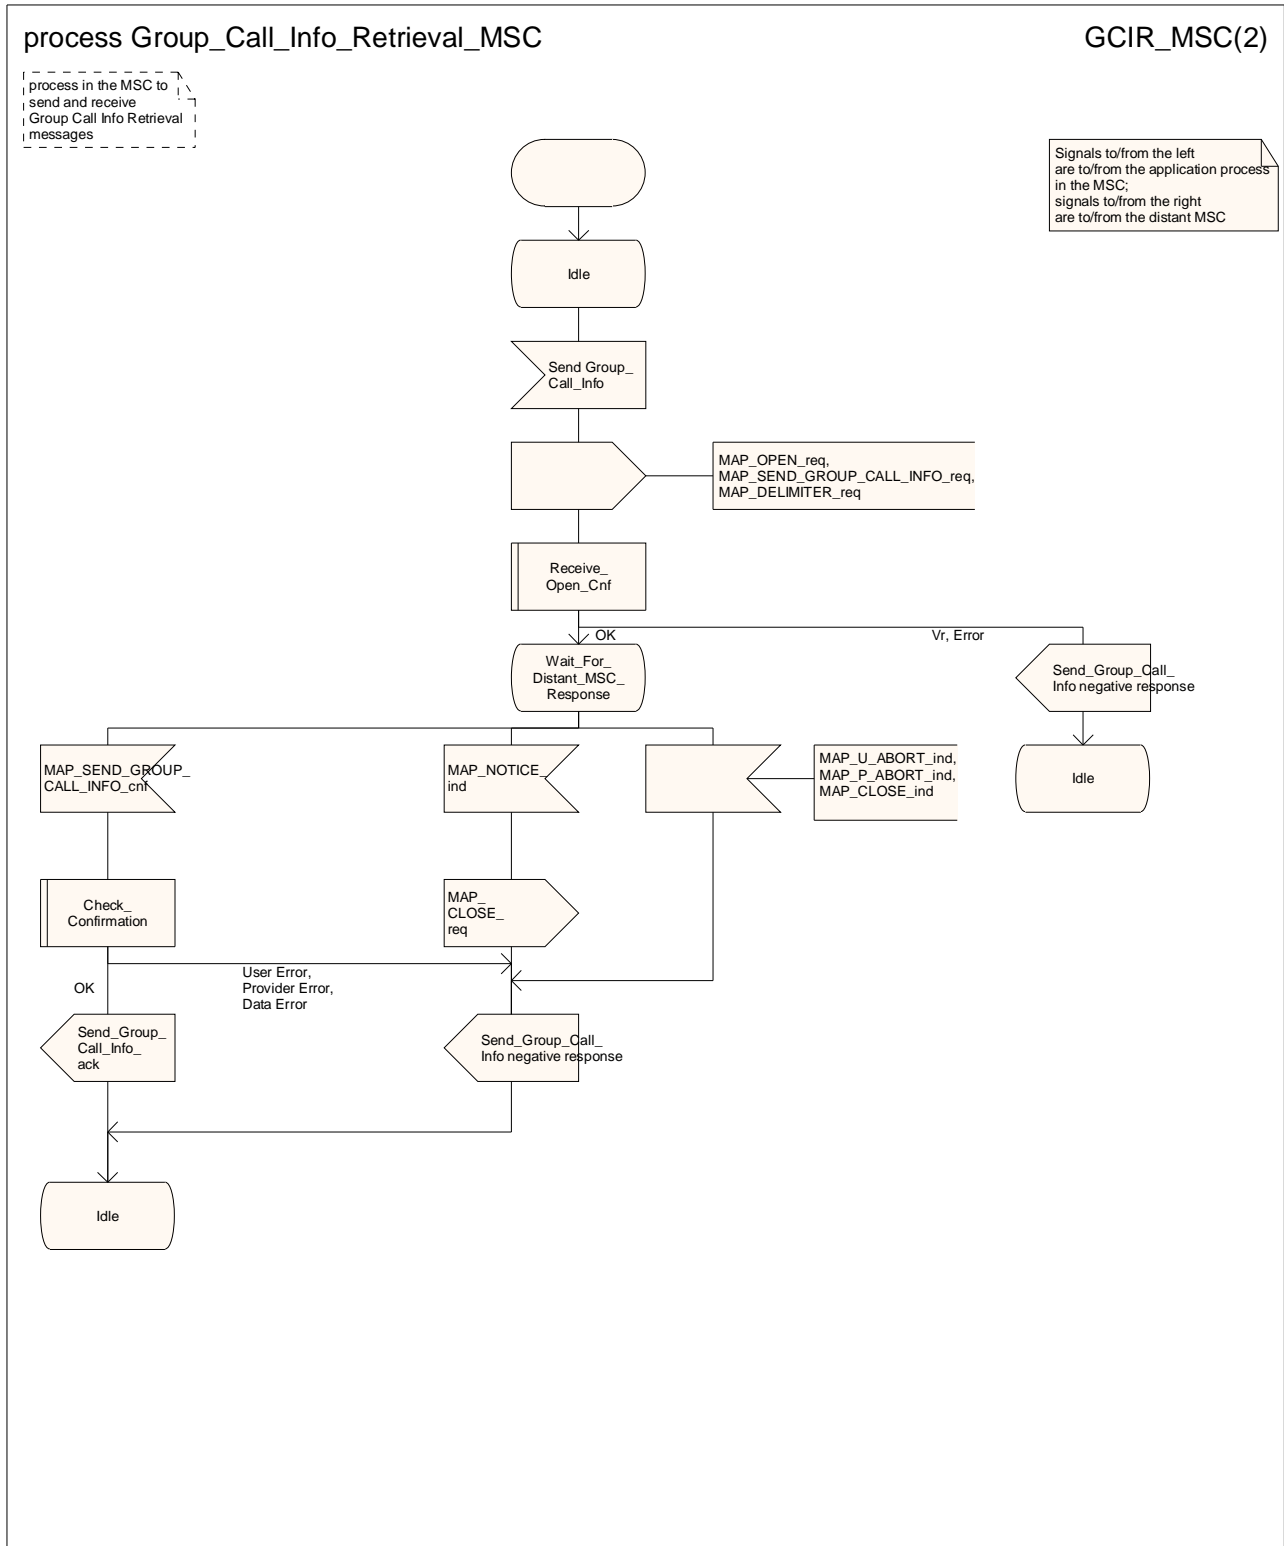 process Group_Call_Info_Retrieval_MSC
GCIR_MSC(2)
process in the MSC to
send and receive
Group Call Info Retrieval
messages
Signals to/from the left
are to/from the application process
in the MSC;
signals to/from the right
are to/from the distant MSC
Idle
Send Group_
Call_Info
MAP_OPEN_req,
MAP_SEND_GROUP_CALL_INFO_req,
MAP_DELIMITER_req
Receive_
Open_Cnf
OK
Vr, Error
Wait_For_
Distant_MSC_
Response
Send_Group_Call_
Info negative response
MAP_SEND_GROUP_
CALL_INFO_cnf
MAP_NOTICE_
ind
MAP_U_ABORT_ind,
MAP_P_ABORT_ind,
MAP_CLOSE_ind
Idle
Check_
Confirmation
MAP_
CLOSE_
req
OK
User Error,
Provider Error,
Data Error
Send_Group_
Call_Info_
ack
Send_Group_Call_
Info negative response
Idle